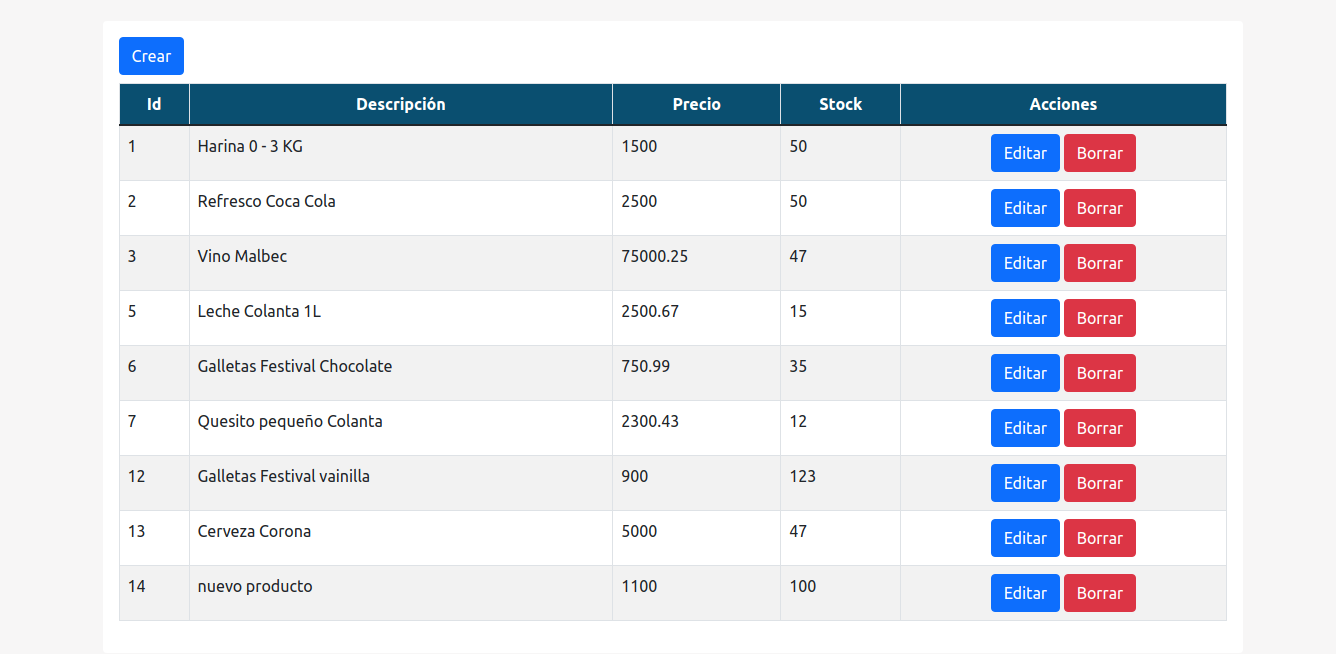 Crear
Id Descripción Precio Stock Acciones
1 Harina 0 - 3 KG 1500 50 Editar Borrar
2 Refresco Coca Cola 2500 50 Editar Borrar
3 Vino Malbec 75000.25 47 Editar Borrar
5 Leche Colanta 1L 2500.67 15 Editar Borrar
6 Galletas Festival Chocolate 750.99 35 Editar Borrar
7 Quesito pequeño Colanta 2300.43 12 Editar Borrar
12 Galletas Festival vainilla 900 123 Editar Borrar
13 Cerveza Corona 5000 47 Editar Borrar
14 nuevo producto 1100 100 Editar Borrar